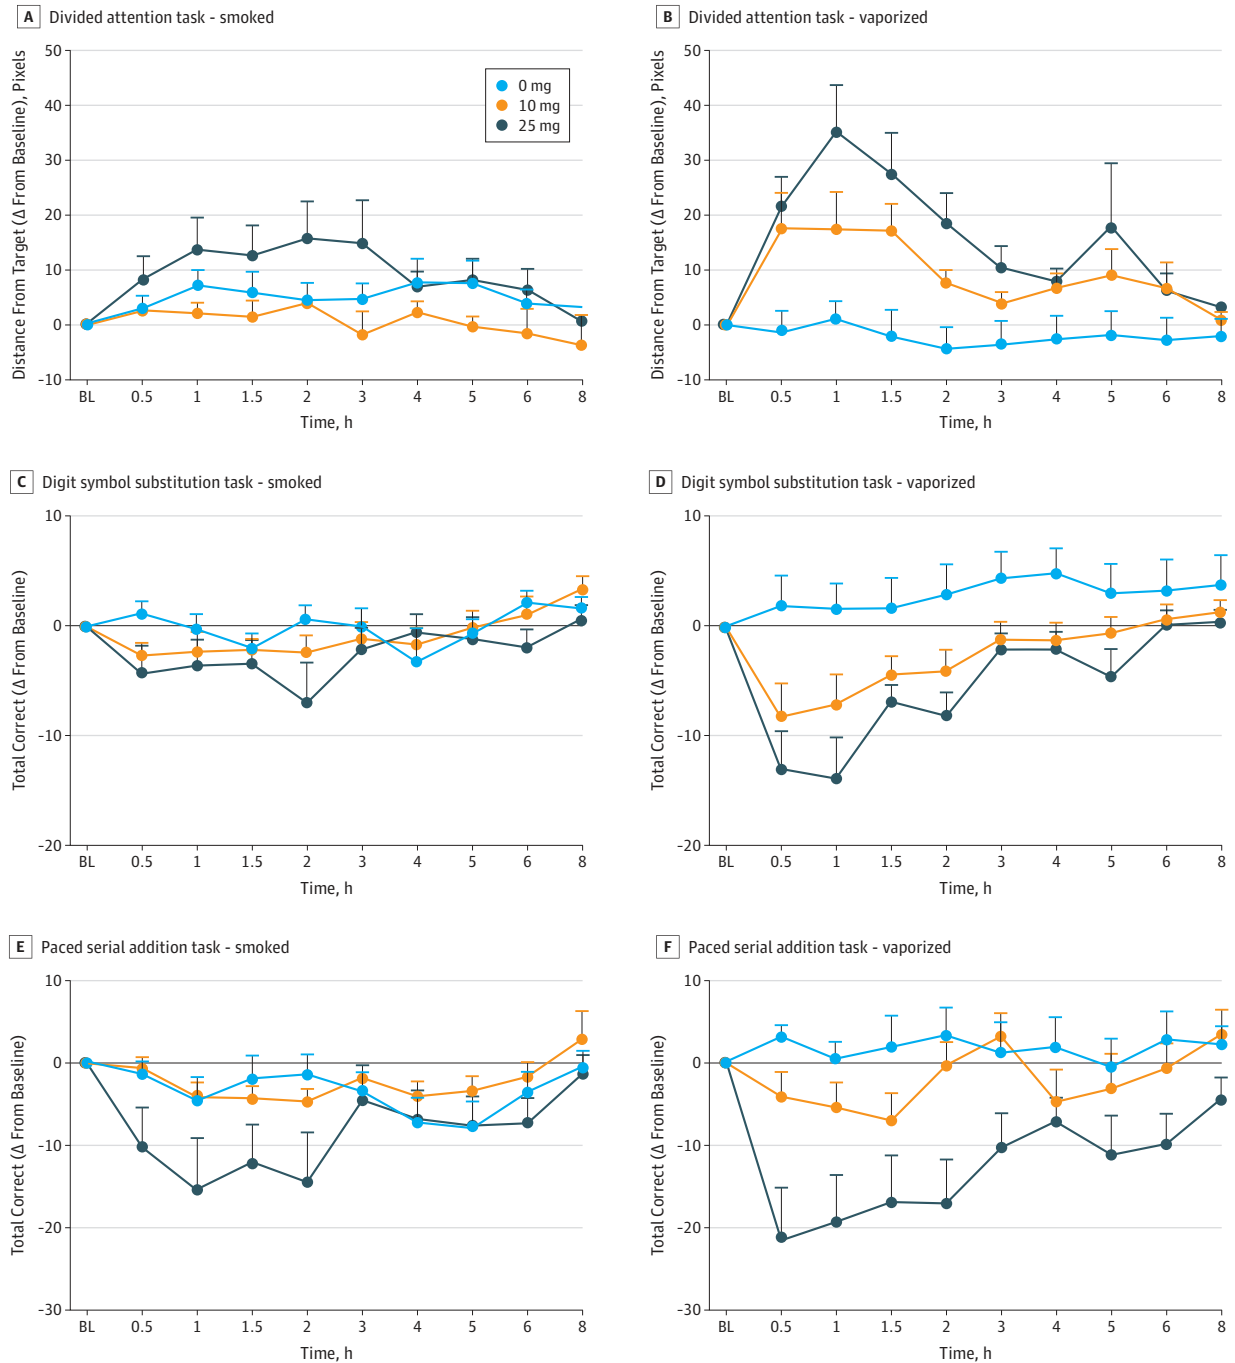 A Divided attention task - smoked
Distance From Target (Δ From Baseline), Pixels
50
40
30
20
10
0
-10
0 mg
10 mg
25 mg
BL 0.5 1 1.5 2 3 4 5 6 8
Time, h
B Divided attention task - vaporized
Distance From Target (Δ From Baseline), Pixels
50
40
30
20
10
0
-10
BL 0.5 1 1.5 2 3 4 5 6 8
Time, h
C Digit symbol substitution task - smoked
Total Correct (Δ From Baseline)
10
0
-10
-20
BL 0.5 1 1.5 2 3 4 5 6 8
Time, h
D Digit symbol substitution task - vaporized
Total Correct (Δ From Baseline)
10
0
-10
-20
BL 0.5 1 1.5 2 3 4 5 6 8
Time, h
E Paced serial addition task - smoked
Total Correct (Δ From Baseline)
10
0
-10
-20
-30
BL 0.5 1 1.5 2 3 4 5 6 8
Time, h
F Paced serial addition task - vaporized
Total Correct (Δ From Baseline)
10
0
-10
-20
-30
BL 0.5 1 1.5 2 3 4 5 6 8
Time, h